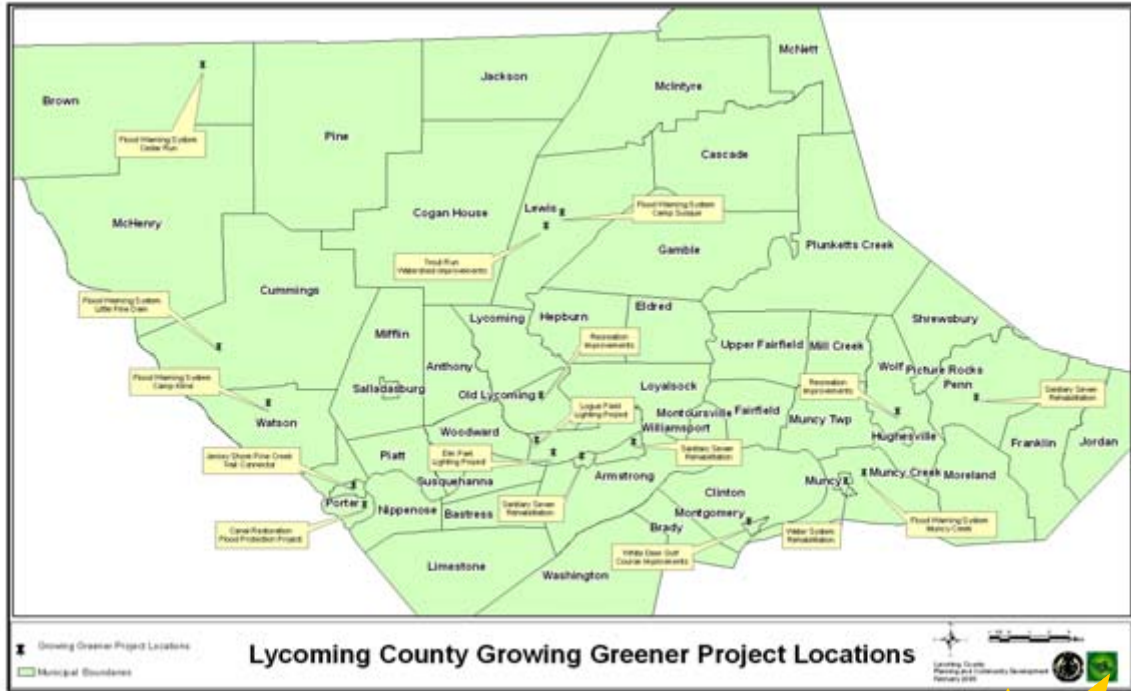 McNett
Jackson
McIntyre
Brown
Pine
Flood Warning System
Cedar Run
Cascade
McHenry
Cogan House
Lewis
Flood Warning System
Camp Susque
Gamble
Plunketts Creek
Trout Run
Watershed Improvements
Cummings
Flood Warning System
Little Pine Dam
Lycoming
Hepburn
Eldred
Shrewsbury
Mifflin
Recreation
Improvements
Upper Fairfield
Mill Creek
Anthony
Wolf
Picture Rocks
Penn
Flood Warning System
Camp Kline
Salladasburg
Old Lycoming
Loyalsock
Recreation
Improvements
Sanitary Sewer
Rehabilitation
Watson
Lighting Project
Montoursville
Fairfield
Muncy Twp
Woodward
Williamsport
Hughesville
Franklin
Jordan
Jersey Shore Pine Creek
Trail Connector
Piatt
Elm Park
Lighting Project
Sanitary Sewer
Rehabilitation
Susquehanna
Armstrong
Muncy Creek
Moreland
Porter
Nippenose
Bastress
Sanitary Sewer
Rehabilitation
Clinton
Muncy
Montgomery
Canal Restoration
Flood Protection Project
Brady
White Deer Golf
Course Improvements
Water System
Rehabilitation
Flood Warning System
Muncy Creek
Limestone
Washington
Growing Greener Project Locations
Municipal Boundaries
Lycoming County Growing Greener Project Locations
Lycoming County
Planning and Community Development